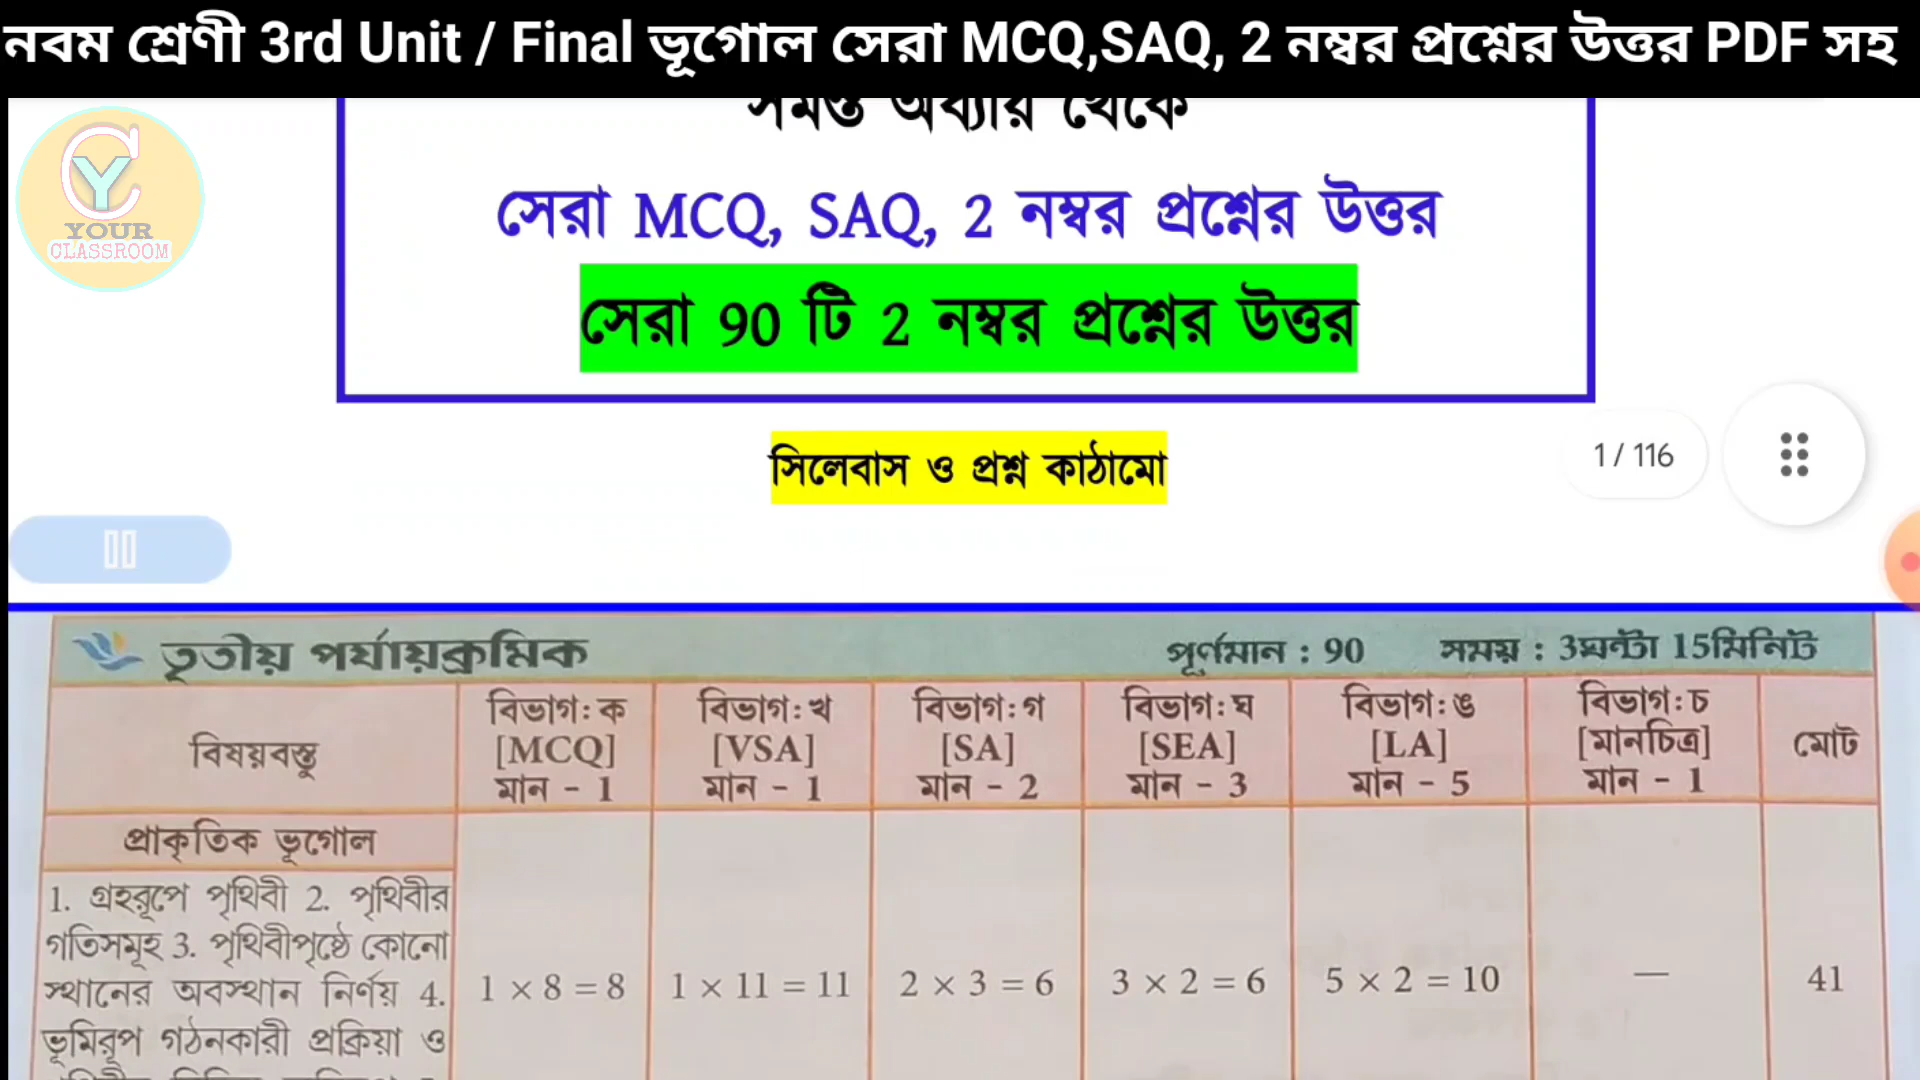 নবম শ্রেণী 3rd Unit / Final ভূগোল সেরা MCQ,SAQ, 2 নম্বর প্রশ্নের উত্তর PDF সহ
সমস্ত অধ্যায় থেকে
YOUR
CLASSROOM
সেরা MCQ, SAQ, 2 নম্বর প্রশ্নের উত্তর
সেরা 90 টি 2 নম্বর প্রশ্নের উত্তর
সিলেবাস ও প্রশ্ন কাঠামো
1 / 116
তৃতীয় পর্যায়ক্রমিক পূর্ণমান : 90 সময় : 3ঘন্টা 15মিনিট
বিষয়বস্তু
বিভাগ: ক
[MCQ]
মান - 1
বিভাগ: খ
[VSA]
মান - 1
বিভাগ: গ
[SA]
মান - 2
বিভাগ: ঘ
[SEA]
মান - 3
বিভাগ: ঙ
[LA]
মান - 5
বিভাগ: চ
[মানচিত্র]
মান - 1
মোট
প্রাকৃতিক ভূগোল
1. গ্রহরূপে পৃথিবী 2. পৃথিবীর
গতিসমূহ 3. পৃথিবীপৃষ্ঠে কোনো
স্থানের অবস্থান নির্ণয় 4.
ভূমিরূপ গঠনকারী প্রক্রিয়া ও
1 × 8 = 8
1 × 11 = 11
2 × 3 = 6
3 × 2 = 6
5 × 2 = 10
—
41